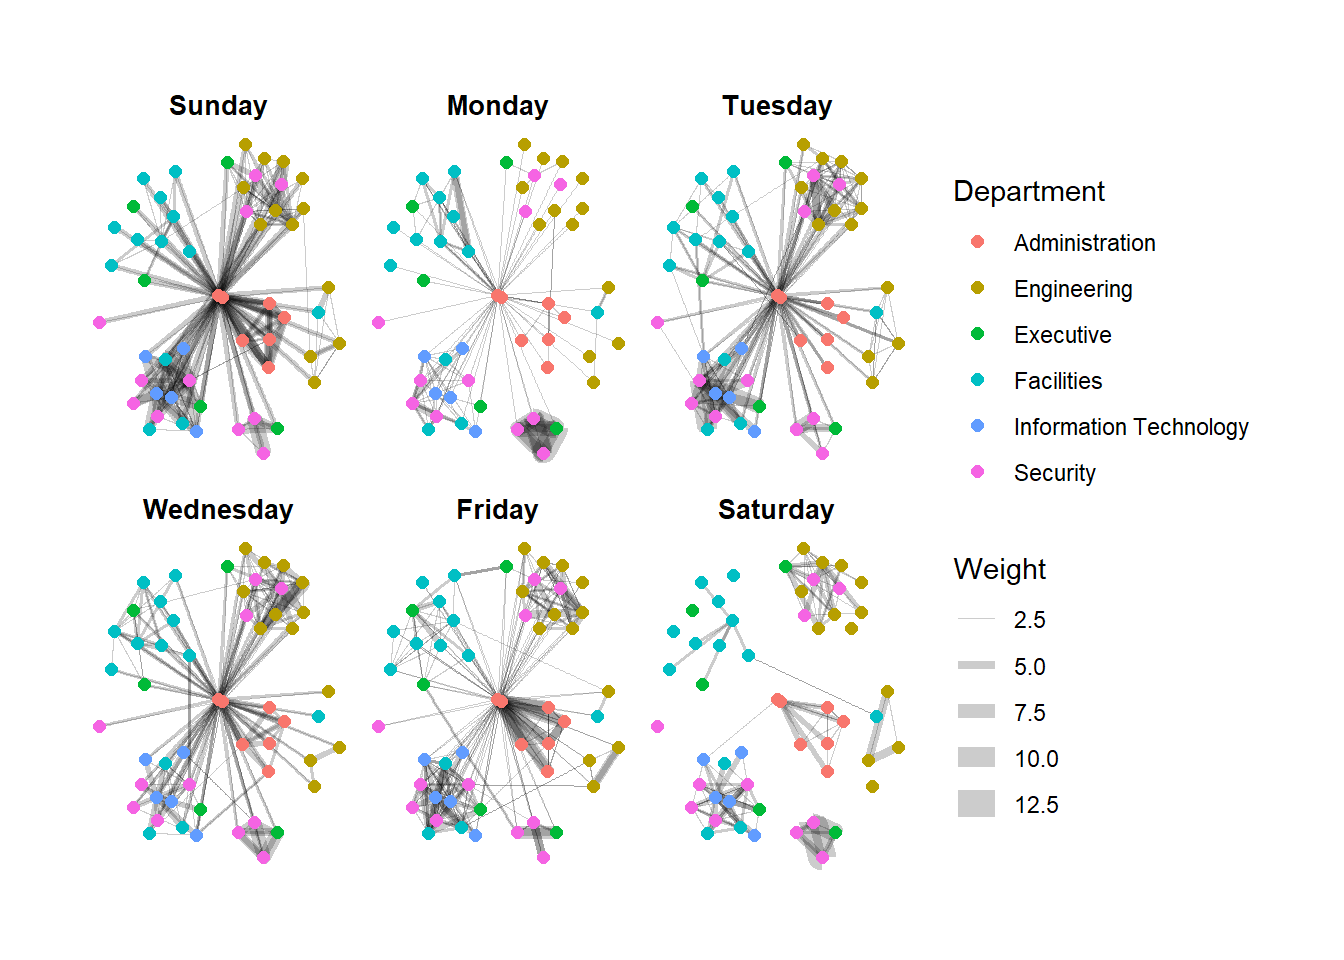 Sunday
Monday
Tuesday
Wednesday
Friday
Saturday
Department
Administration
Engineering
Executive
Facilities
Information Technology
Security
Weight
2.5
5.0
7.5
10.0
12.5